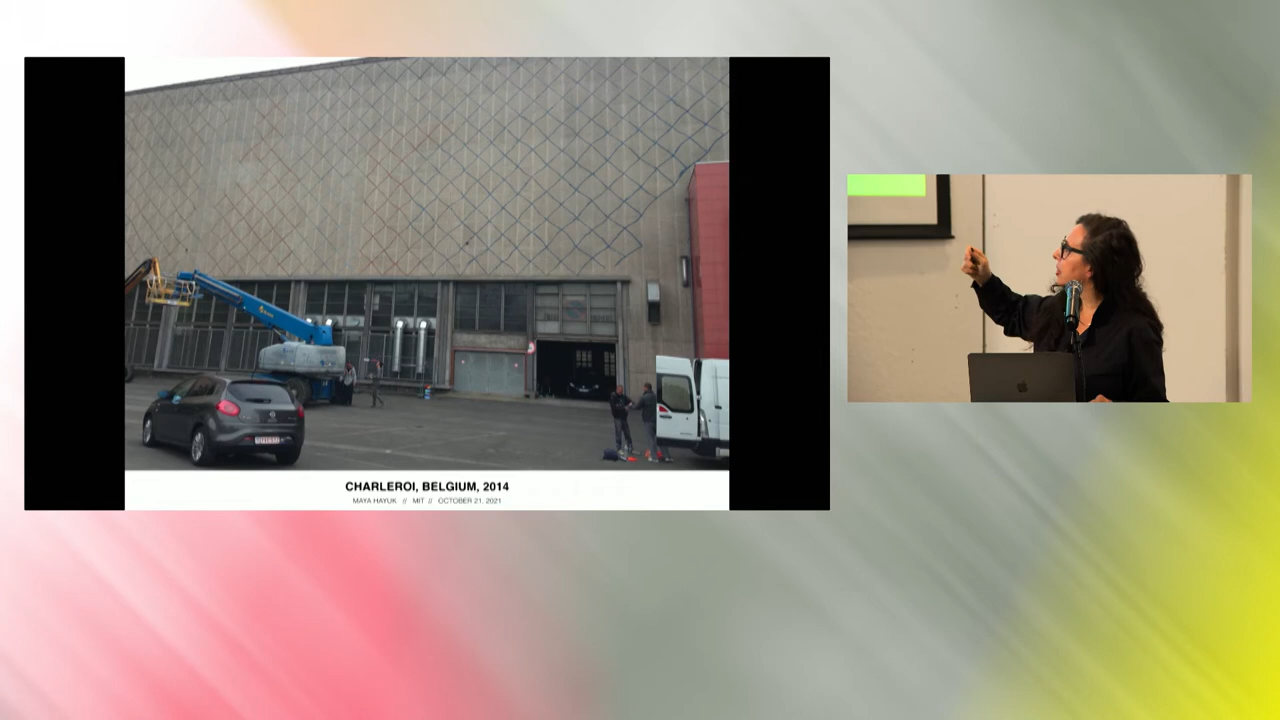 CHARLEROI, BELGIUM, 2014
MAYA HAYUK // MIT // OCTOBER 21, 2021